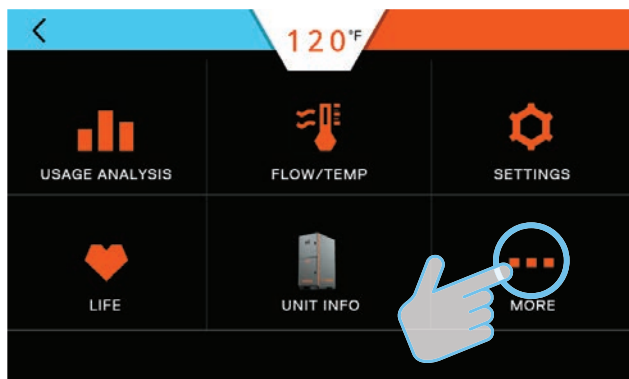 120°F
USAGE ANALYSIS
FLOW/TEMP
SETTINGS
LIFE
UNIT INFO
MORE